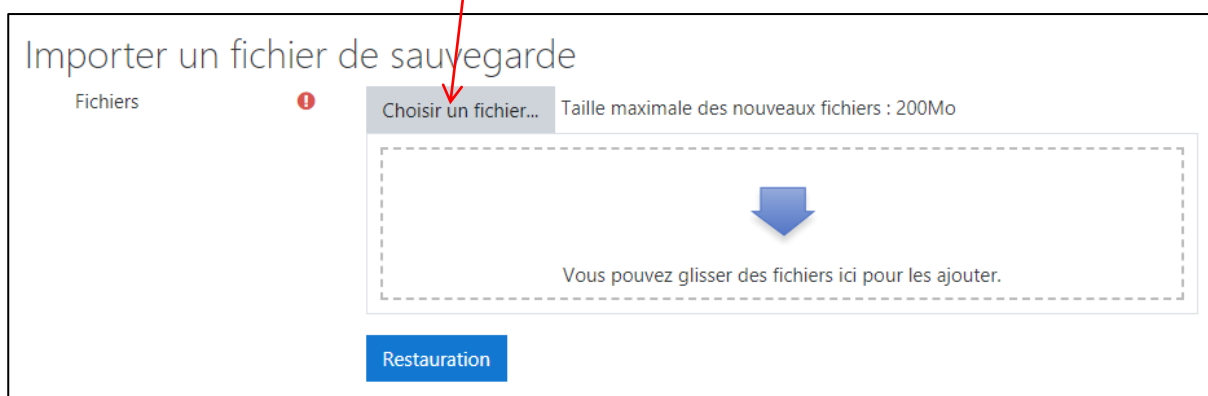 Importer un fichier de sauvegarde
Fichiers
Choisir un fichier... Taille maximale des nouveaux fichiers : 200Mo
Vous pouvez glisser des fichiers ici pour les ajouter.
Restauration